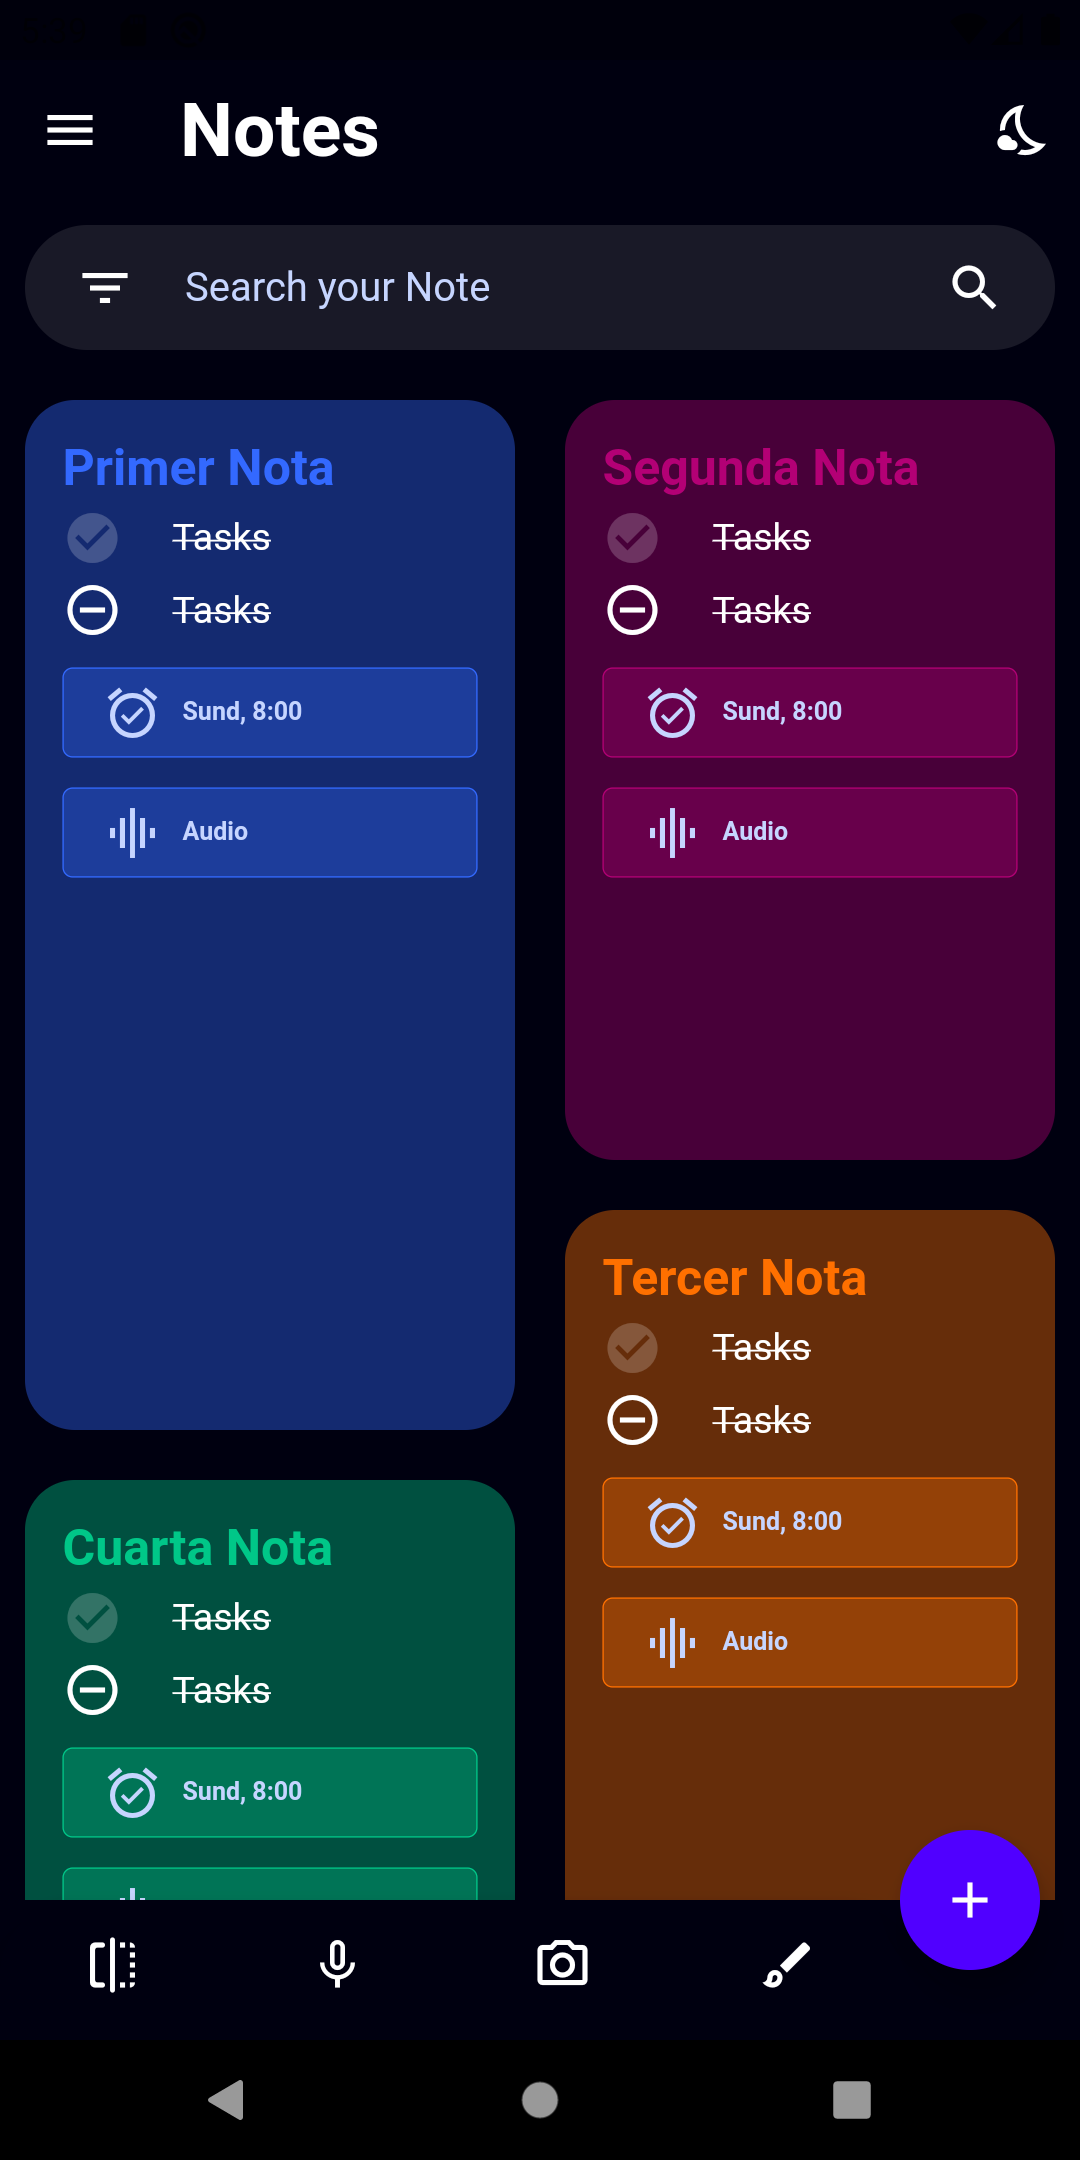 Notes
Search your Note
Primer Nota
Tasks
Tasks
Sund, 8:00
Audio
Segunda Nota
Tasks
Tasks
Sund, 8:00
Audio
Tercer Nota
Tasks
Tasks
Sund, 8:00
Audio
Cuarta Nota
Tasks
Tasks
Sund, 8:00